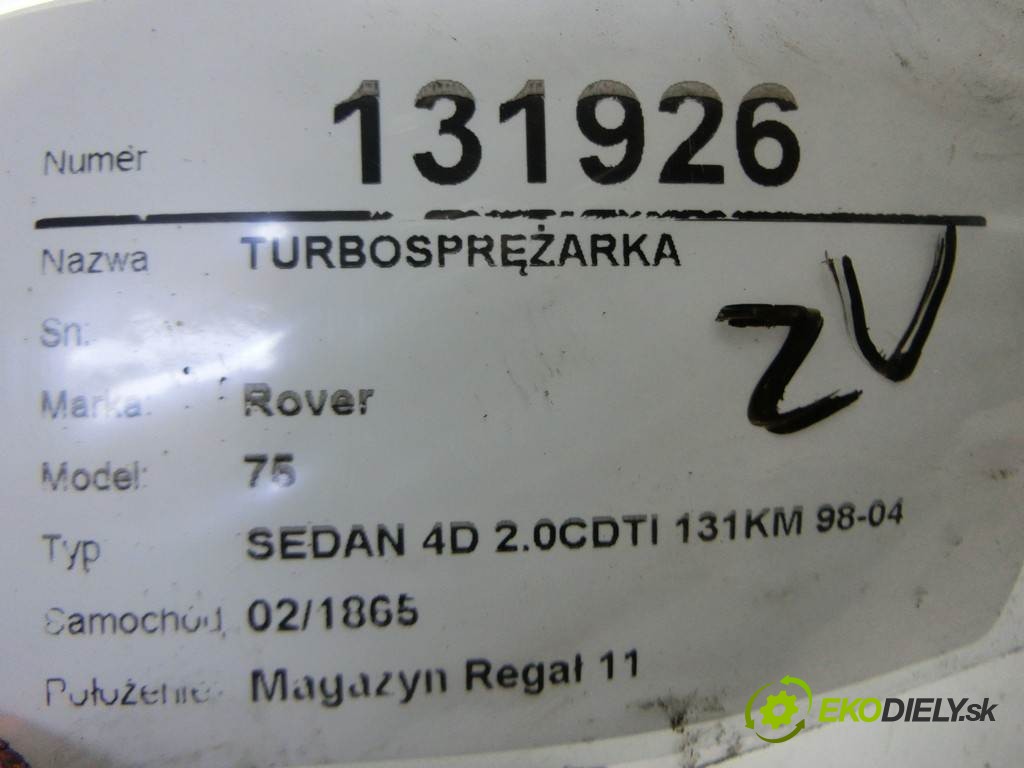 Numer 131926
Nazwa TURBOSPRĘŻARKA
Sn:
Marka: Rover
Model: 75
Typ SEDAN 4D 2.0CDTI 131KM 98-04
Samochód, 02/1865
Położenie: Magazyn Regał 11
EKODIELY.sk